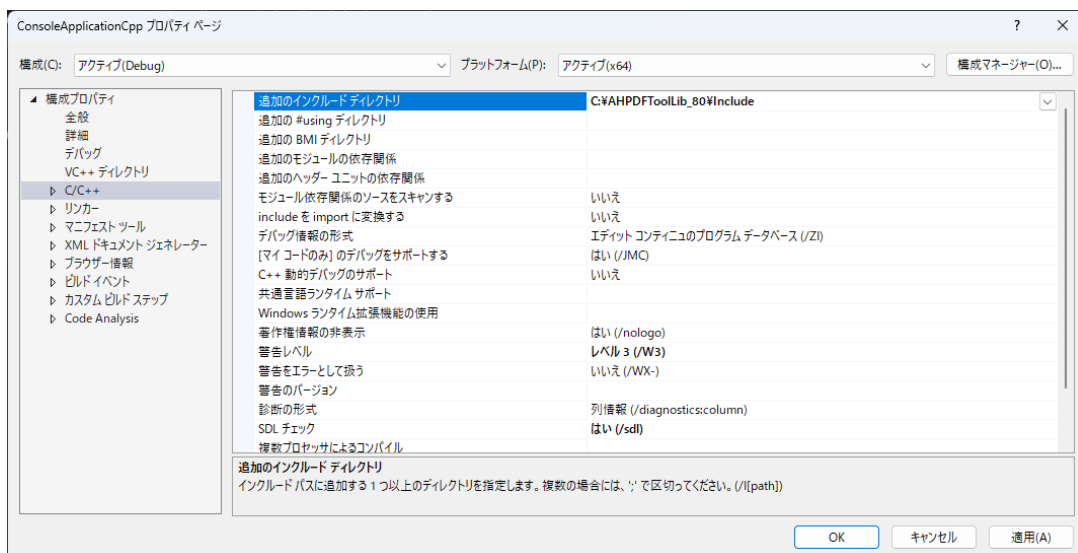 ConsoleApplicationCpp プロパティ ページ
? ×
構成(C): アクティブ(Debug) プラットフォーム(P): アクティブ(x64) 構成マネージャー(O)...
構成プロパティ
全般
詳細
デバッグ
VC++ ディレクトリ
C/C++
リンカー
マニフェスト ツール
XML ドキュメント ジェネレーター
ブラウザー情報
ビルド イベント
カスタム ビルド ステップ
Code Analysis
追加のインクルード ディレクトリ C:¥AHPDFToolLib_80¥Include
追加の #using ディレクトリ
追加の BMI ディレクトリ
追加のモジュールの依存関係
追加のヘッダー ユニットの依存関係
モジュール依存関係のソースをスキャンする いいえ
include を import に変換する いいえ
デバッグ情報の形式 エディット コンティニュのプログラム データベース (/ZI)
[マイ コードのみ] のデバッグをサポートする はい (/JMC)
C++ 動的デバッグのサポート いいえ
共通言語ランタイム サポート
Windows ランタイム拡張機能の使用
著作権情報の非表示 はい (/nologo)
警告レベル レベル 3 (/W3)
警告をエラーとして扱う いいえ (/WX-)
警告のバージョン
診断の形式 列情報 (/diagnostics:column)
SDL チェック はい (/sdl)
複数プロセッサによるコンパイル
追加のインクルード ディレクトリ
インクルード パスに追加する 1 つ以上のディレクトリを指定します。複数の場合には、';' で区切ってください。(/I[path])
OK キャンセル 適用(A)